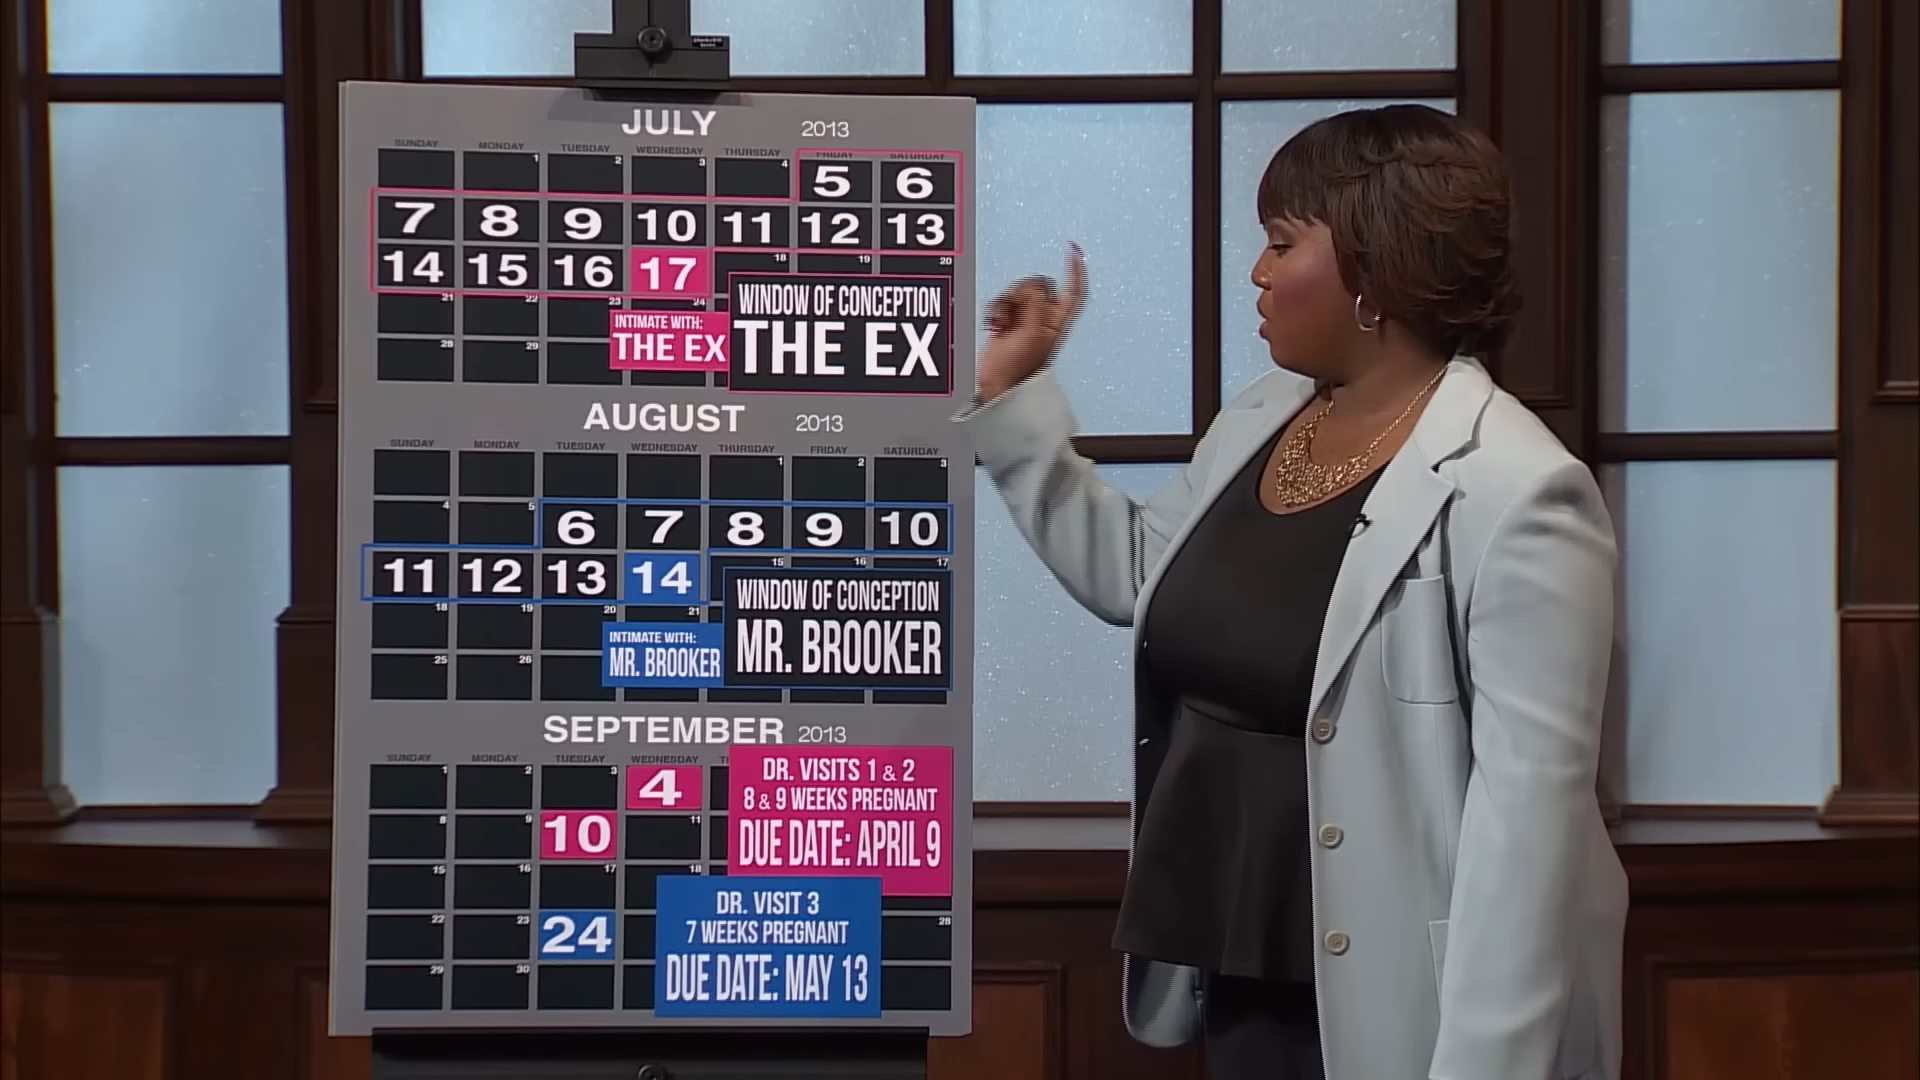 JULY 2013
SUNDAY MONDAY TUESDAY WEDNESDAY THURSDAY FRIDAY SATURDAY
1 2 3 4 5 6
7 8 9 10 11 12 13
14 15 16 17 18 19 20
21 22 23 24
28 29
INTIMATE WITH:
THE EX
WINDOW OF CONCEPTION
THE EX
AUGUST 2013
SUNDAY MONDAY TUESDAY WEDNESDAY THURSDAY FRIDAY SATURDAY
1 2 3
4 5 6 7 8 9 10
11 12 13 14 15 16 17
18 19 20 21
25 26
INTIMATE WITH:
MR. BROOKER
WINDOW OF CONCEPTION
MR. BROOKER
SEPTEMBER 2013
SUNDAY MONDAY TUESDAY WEDNESDAY
1 2 3 4
8 9 10 11
15 16 17 18
22 23 24 28
29 30
DR. VISITS 1 & 2
8 & 9 WEEKS PREGNANT
DUE DATE: APRIL 9
DR. VISIT 3
7 WEEKS PREGNANT
DUE DATE: MAY 13